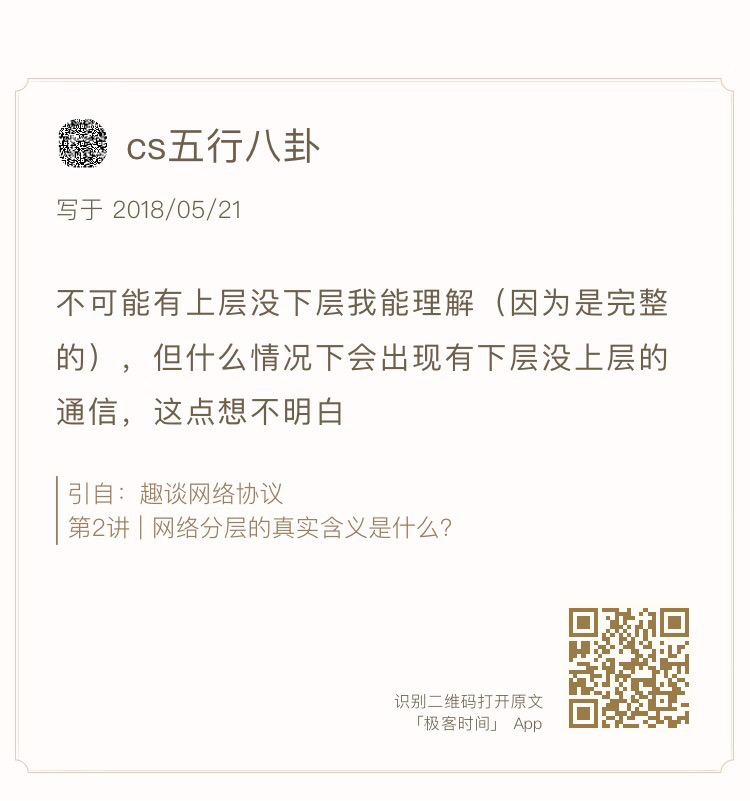 cs五行八卦
写于 2018/05/21
不可能有上层没下层我能理解（因为是完整
的），但什么情况下会出现有下层没上层的
通信，这点想不明白
引自：趣谈网络协议
第2讲 | 网络分层的真实含义是什么？
识别二维码打开原文
「极客时间」 App